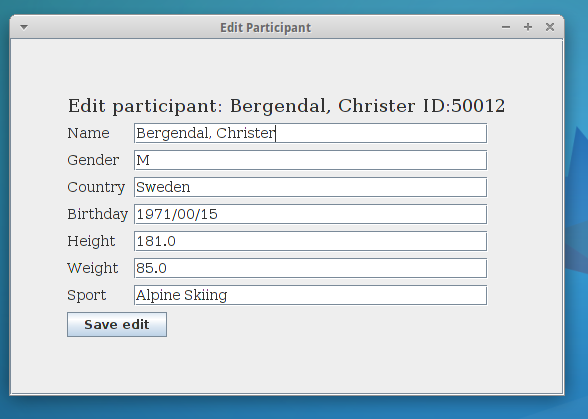 Edit Participant
Edit participant: Bergendal, Christer ID:50012
Name Bergendal, Christer
Gender M
Country Sweden
Birthday 1971/00/15
Height 181.0
Weight 85.0
Sport Alpine Skiing
Save edit